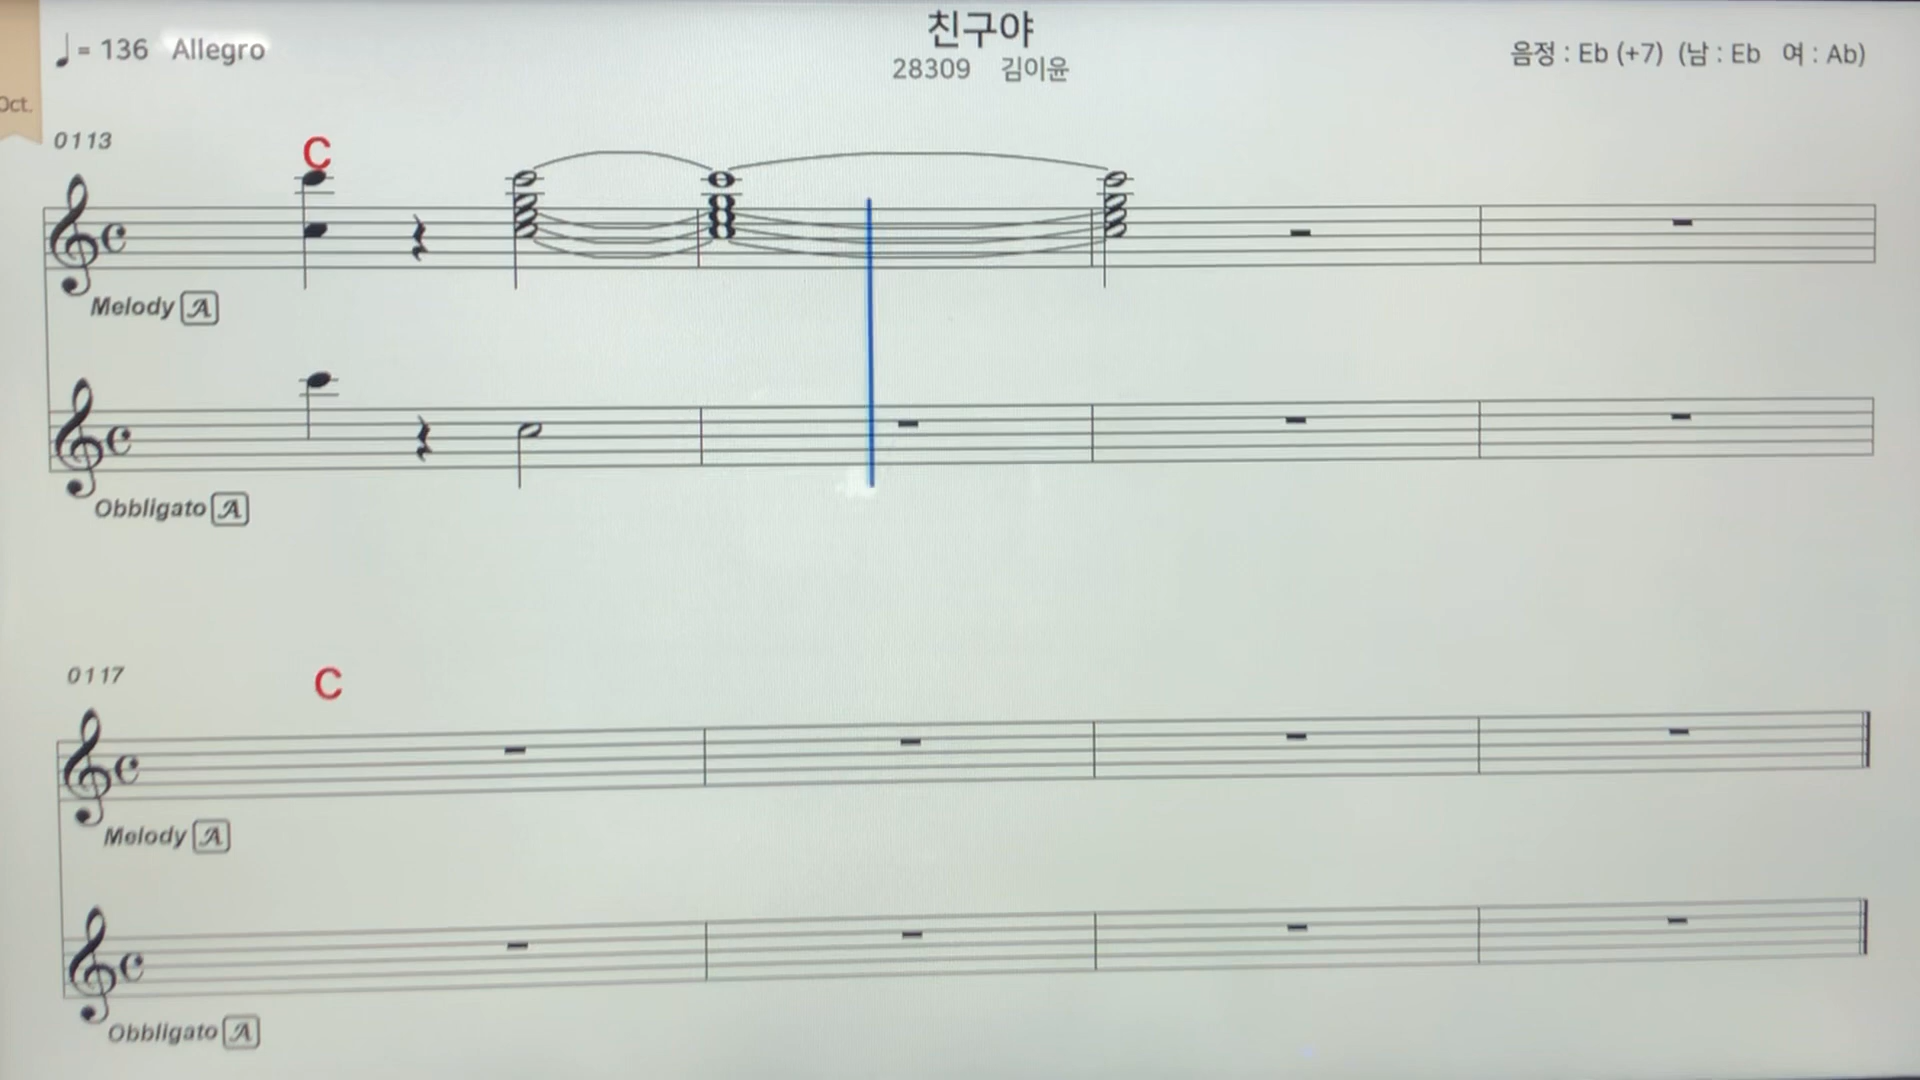 친구야
♩= 136 Allegro
28309 김이윤
음정 : Eb (+7) (남 : Eb 여 : Ab)
Oct.
0113
C
Melody A
Obbligato A
0117
C
Melody A
Obbligato A